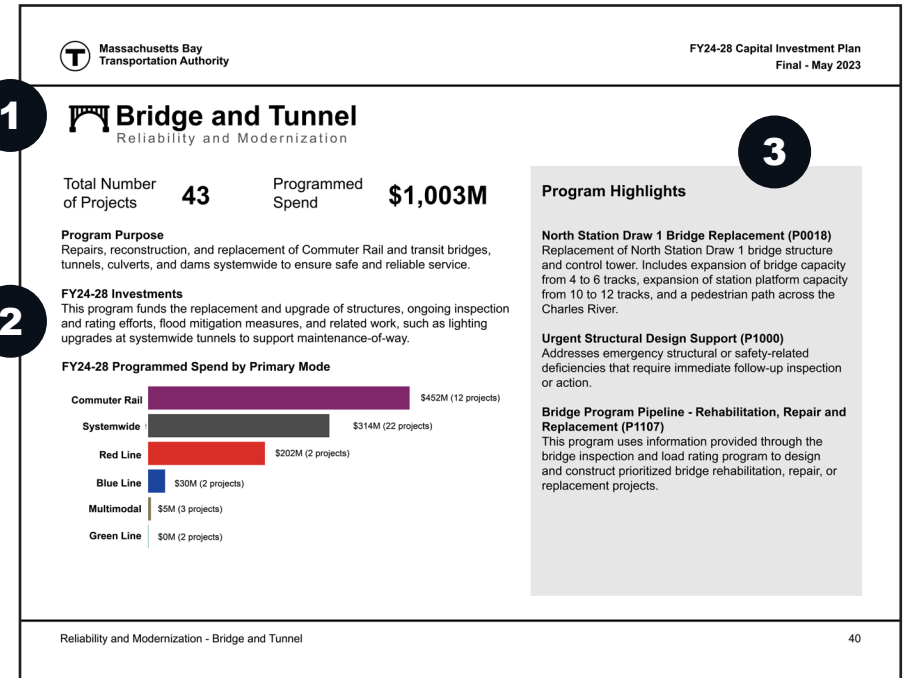 T
Massachusetts Bay
Transportation Authority
FY24-28 Capital Investment Plan
Final - May 2023
1
Bridge and Tunnel
Reliability and Modernization
Total Number
of Projects
43
Programmed
Spend
$1,003M
Program Purpose
Repairs, reconstruction, and replacement of Commuter Rail and transit bridges,
tunnels, culverts, and dams systemwide to ensure safe and reliable service.
2
FY24-28 Investments
This program funds the replacement and upgrade of structures, ongoing inspection
and rating efforts, flood mitigation measures, and related work, such as lighting
upgrades at systemwide tunnels to support maintenance-of-way.
FY24-28 Programmed Spend by Primary Mode
Commuter Rail $452M (12 projects)
Systemwide $314M (22 projects)
Red Line $202M (2 projects)
Blue Line $30M (2 projects)
Multimodal $5M (3 projects)
Green Line $0M (2 projects)
3
Program Highlights
North Station Draw 1 Bridge Replacement (P0018)
Replacement of North Station Draw 1 bridge structure
and control tower. Includes expansion of bridge capacity
from 4 to 6 tracks, expansion of station platform capacity
from 10 to 12 tracks, and a pedestrian path across the
Charles River.
Urgent Structural Design Support (P1000)
Addresses emergency structural or safety-related
deficiencies that require immediate follow-up inspection
or action.
Bridge Program Pipeline - Rehabilitation, Repair and
Replacement (P1107)
This program uses information provided through the
bridge inspection and load rating program to design
and construct prioritized bridge rehabilitation, repair, or
replacement projects.
Reliability and Modernization - Bridge and Tunnel
40